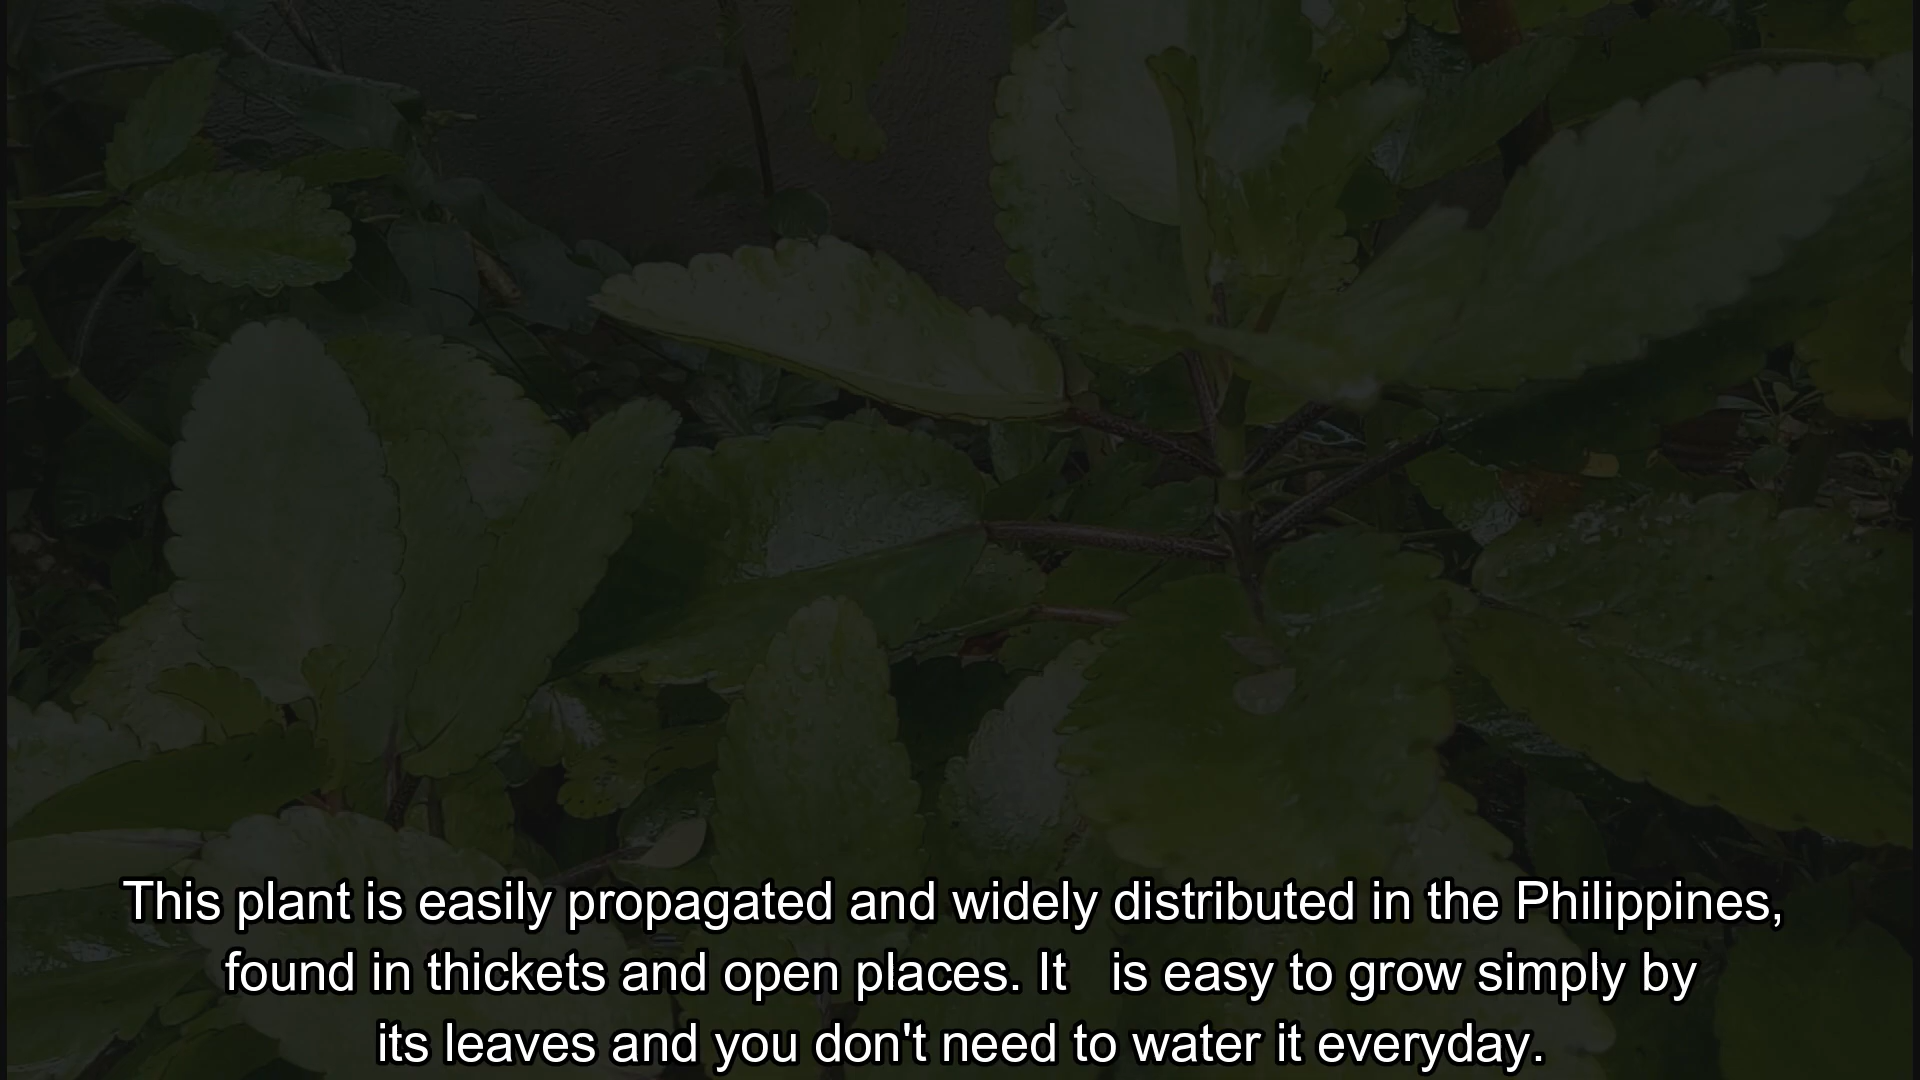 This plant is easily propagated and widely distributed in the Philippines,
found in thickets and open places. It   is easy to grow simply by
its leaves and you don't need to water it everyday.